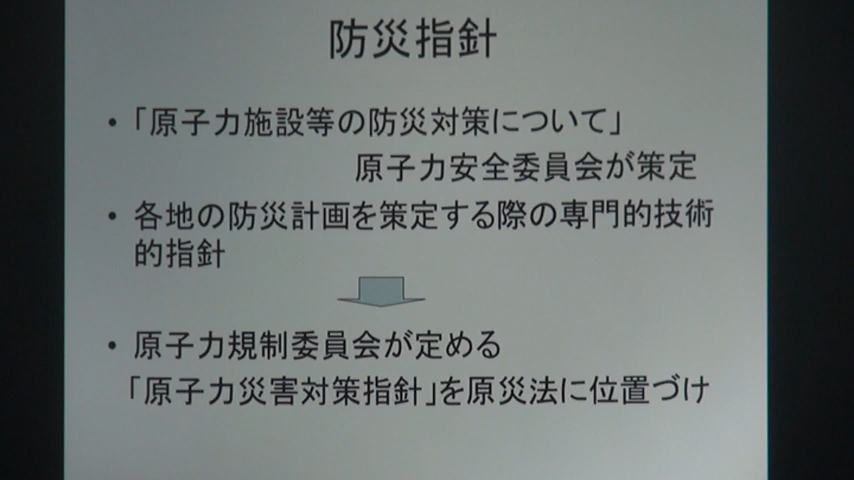 防災指針
・「原子力施設等の防災対策について」
原子力安全委員会が策定
・各地の防災計画を策定する際の専門的技術
的指針
・原子力規制委員会が定める
「原子力災害対策指針」を原災法に位置づけ